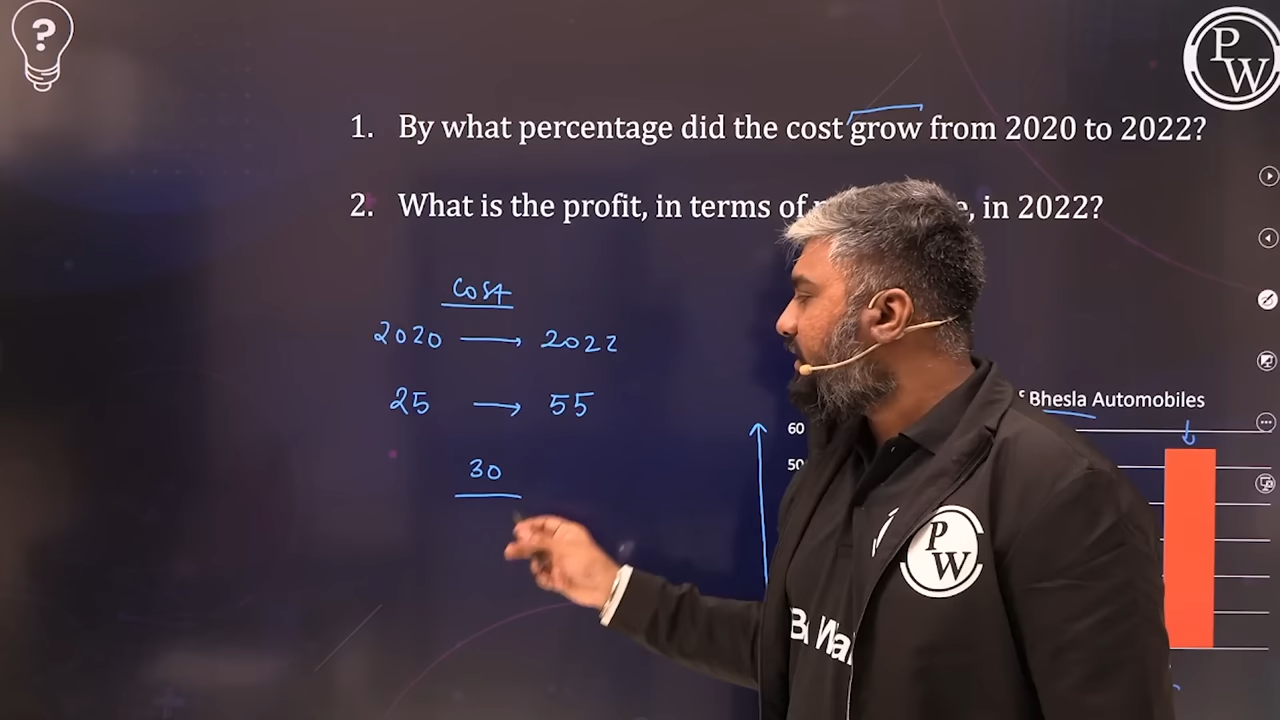 ?
PW
1. By what percentage did the cost grow from 2020 to 2022?
2. What is the profit, in terms of in 2022?
Cost
2020 → 2022
25 → 55
30
Bhesla Automobiles
60
50
PW